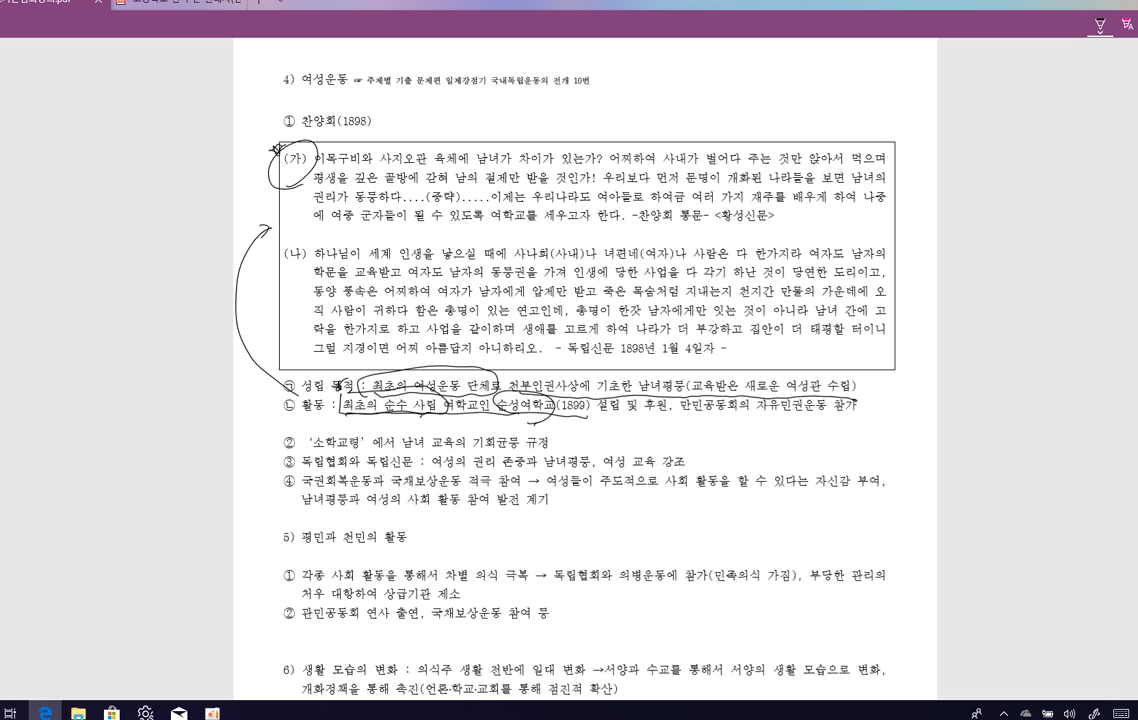 4) 여성운동 ☞ 주제별 기출 문제편 일제강점기 국내독립운동의 전개 10번
① 찬양회(1898)
(가) 이목구비와 사지오관 육체에 남녀가 차이가 있는가? 어찌하여 사내가 벌어다 주는 것만 앉아서 먹으며
평생을 깊은 골방에 갇혀 남의 절제만 받을 것인가! 우리보다 먼저 문명이 개화된 나라들을 보면 남녀의
권리가 동등하다....(중략).....이제는 우리나라도 여아들로 하여금 여러 가지 재주를 배우게 하여 나중
에 여중 군자들이 될 수 있도록 여학교를 세우고자 한다. -찬양회 통문- <황성신문>
(나) 하나님이 세계 인생을 낳으실 때에 사나희(사내)나 녀편네(여자)나 사람은 다 한가지라 여자도 남자의
학문을 교육받고 여자도 남자의 동등권을 가져 인생에 당한 사업을 다 각기 하난 것이 당연한 도리이고,
동양 풍속은 어찌하여 여자가 남자에게 압제만 받고 죽은 목숨처럼 지내는지 천지간 만물의 가운데에 오
직 사람이 귀하다 함은 총명이 있는 연고인데, 총명이 한갓 남자에게만 잇는 것이 아니라 남녀 간에 고
락을 한가지로 하고 사업을 같이하며 생애를 고르게 하여 나라가 더 부강하고 집안이 더 태평할 터이니
그럴 지경이면 어찌 아름답지 아니하리오. - 독립신문 1898년 1월 4일자 -
㉠ 성립 목적 : 최초의 여성운동 단체로 천부인권사상에 기초한 남녀평등(교육받은 새로운 여성관 수립)
㉡ 활동 : 최초의 순수 사립 여학교인 순성여학교(1899) 설립 및 후원, 만민공동회의 자유민권운동 참가
② ‘소학교령’에서 남녀 교육의 기회균등 규정
③ 독립협회와 독립신문 : 여성의 권리 존중과 남녀평등, 여성 교육 강조
④ 국권회복운동과 국채보상운동 적극 참여 → 여성들이 주도적으로 사회 활동을 할 수 있다는 자신감 부여,
남녀평등과 여성의 사회 활동 참여 발전 계기
5) 평민과 천민의 활동
① 각종 사회 활동을 통해서 차별 의식 극복 → 독립협회와 의병운동에 참가(민족의식 가짐), 부당한 관리의
처우 대항하여 상급기관 제소
② 관민공동회 연사 출연, 국채보상운동 참여 등
6) 생활 모습의 변화 : 의식주 생활 전반에 일대 변화 →서양과 수교를 통해서 서양의 생활 모습으로 변화,
개화정책을 통해 촉진(언론·학교·교회를 통해 점진적 확산)